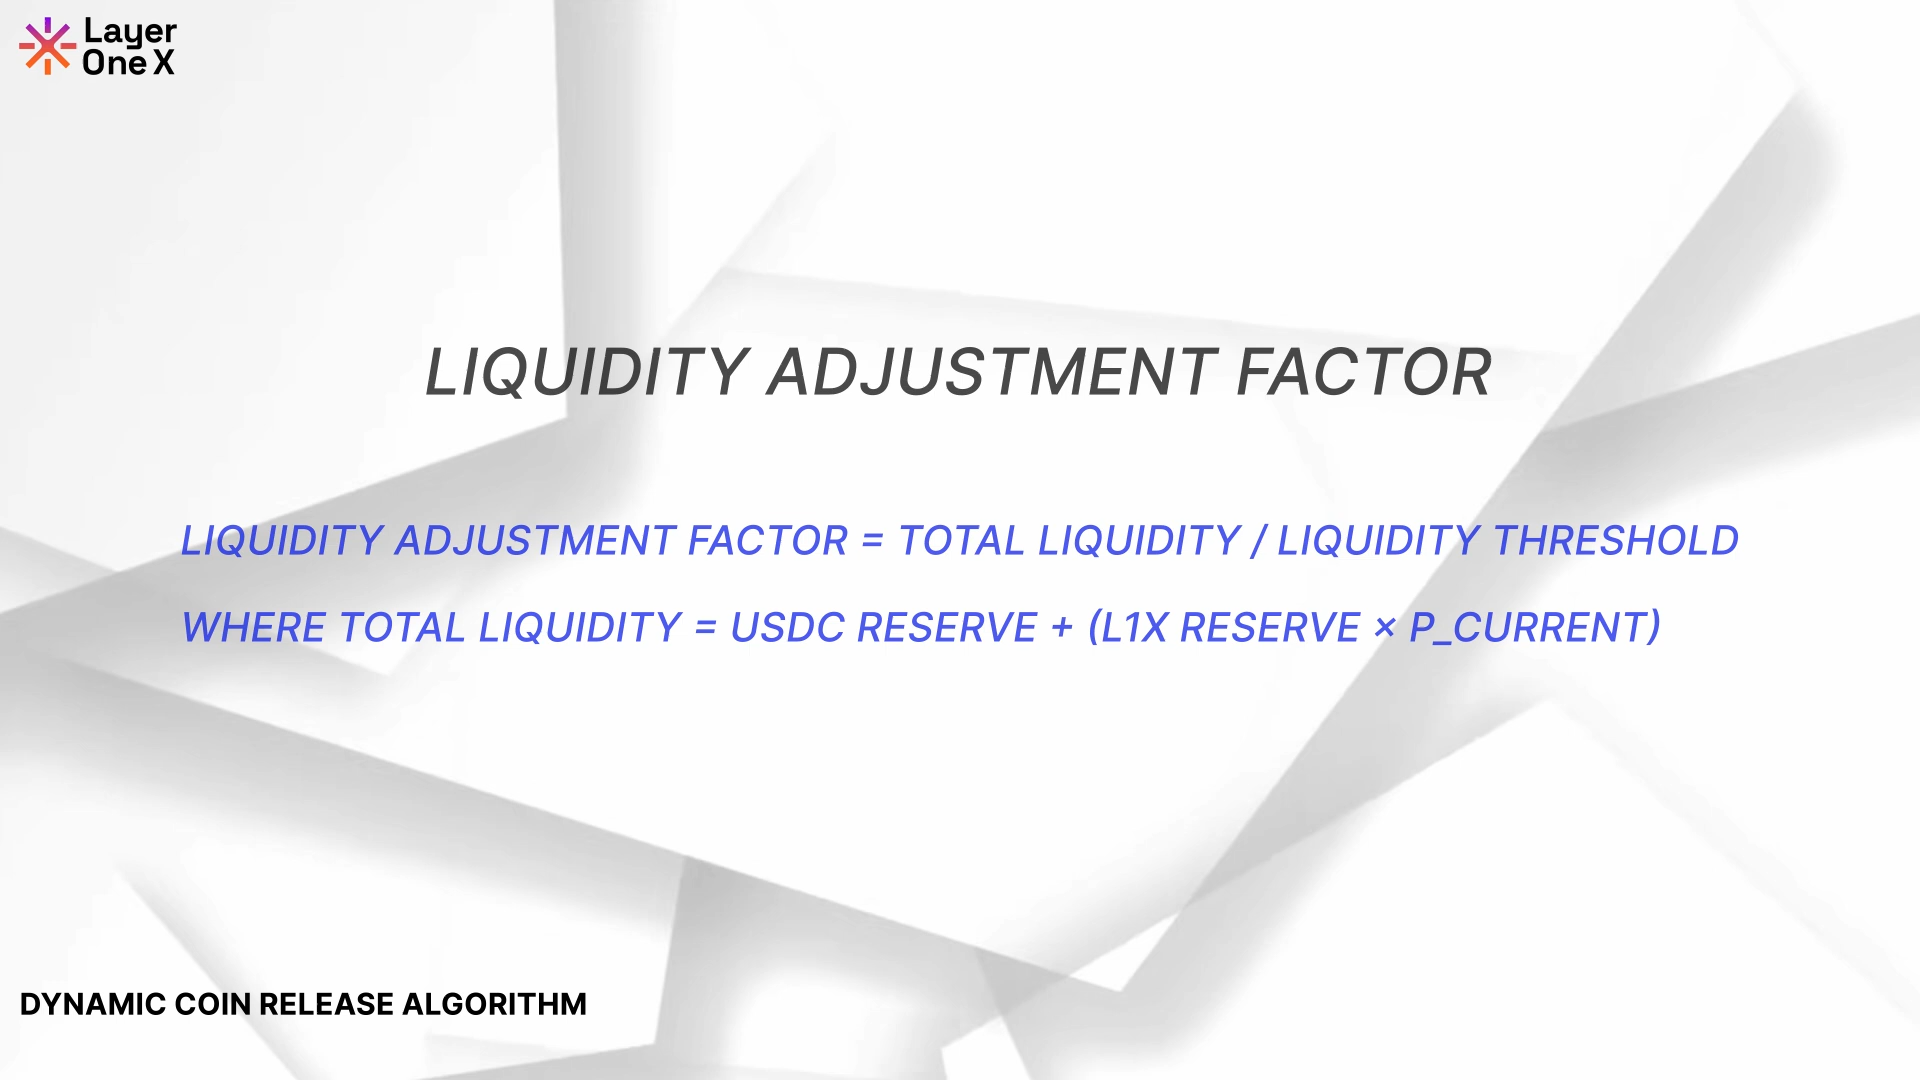 Layer
One X
LIQUIDITY ADJUSTMENT FACTOR
LIQUIDITY ADJUSTMENT FACTOR = TOTAL LIQUIDITY / LIQUIDITY THRESHOLD
WHERE TOTAL LIQUIDITY = USDC RESERVE + (L1X RESERVE × P_CURRENT)
DYNAMIC COIN RELEASE ALGORITHM